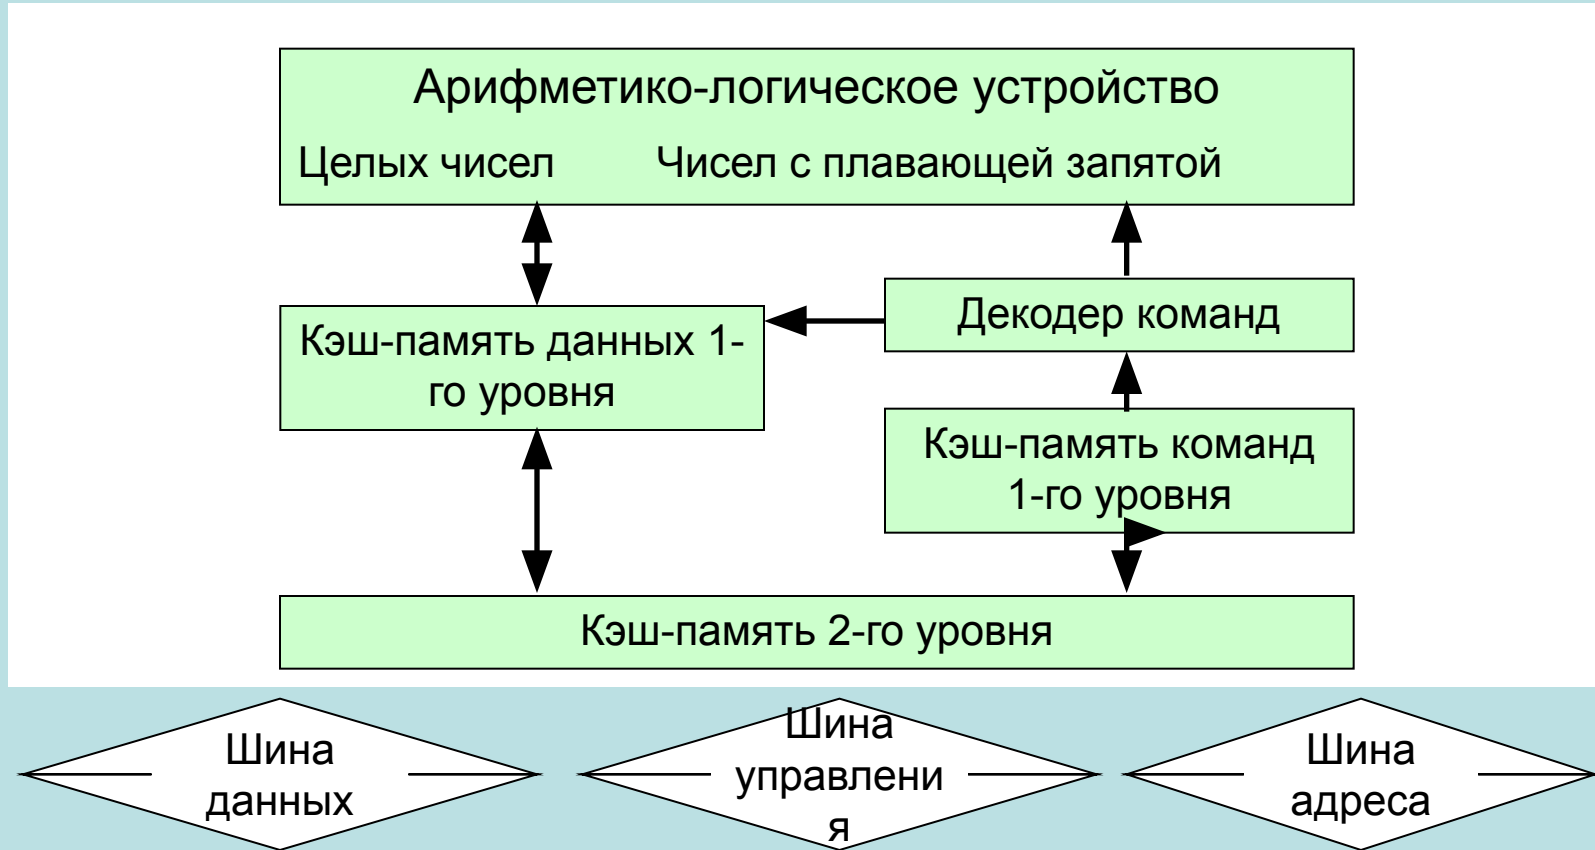 Арифметико-логическое устройство
Целых чисел Чисел с плавающей запятой
Декодер команд
Кэш-память данных 1-
го уровня
Кэш-память команд
1-го уровня
Кэш-память 2-го уровня
Шина
данных
Шина
управлени
я
Шина
адреса